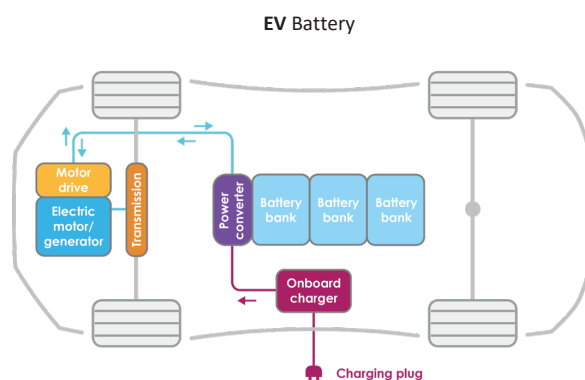 EV Battery
Motor
drive
Electric
motor/
generator
Transmission
Power
converter
Battery
bank
Battery
bank
Battery
bank
Onboard
charger
Charging plug